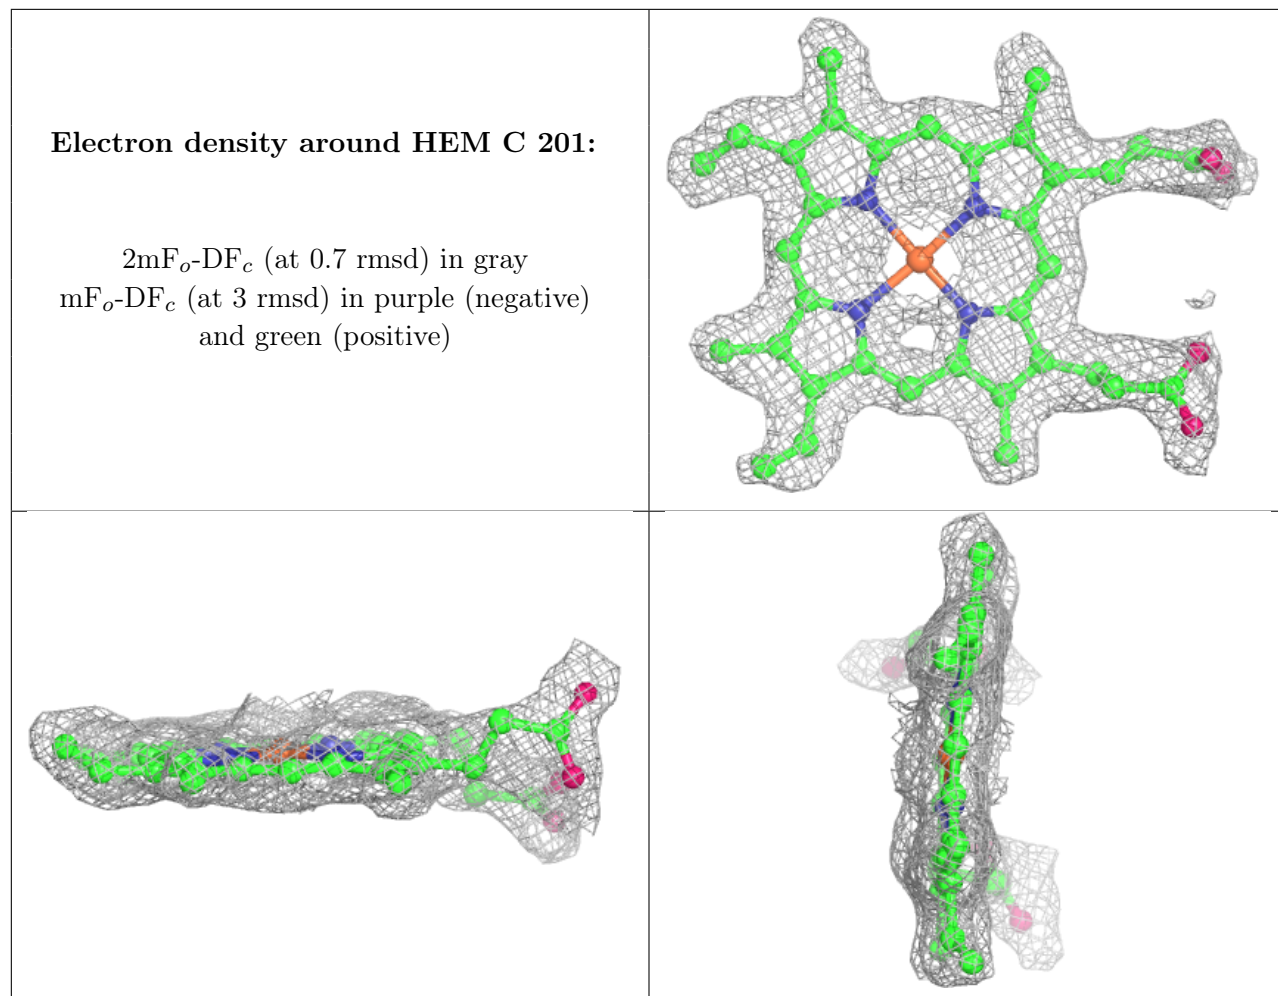 Electron density around HEM C 201:
2mFo-DFc (at 0.7 rmsd) in gray
mFo-DFc (at 3 rmsd) in purple (negative)
and green (positive)